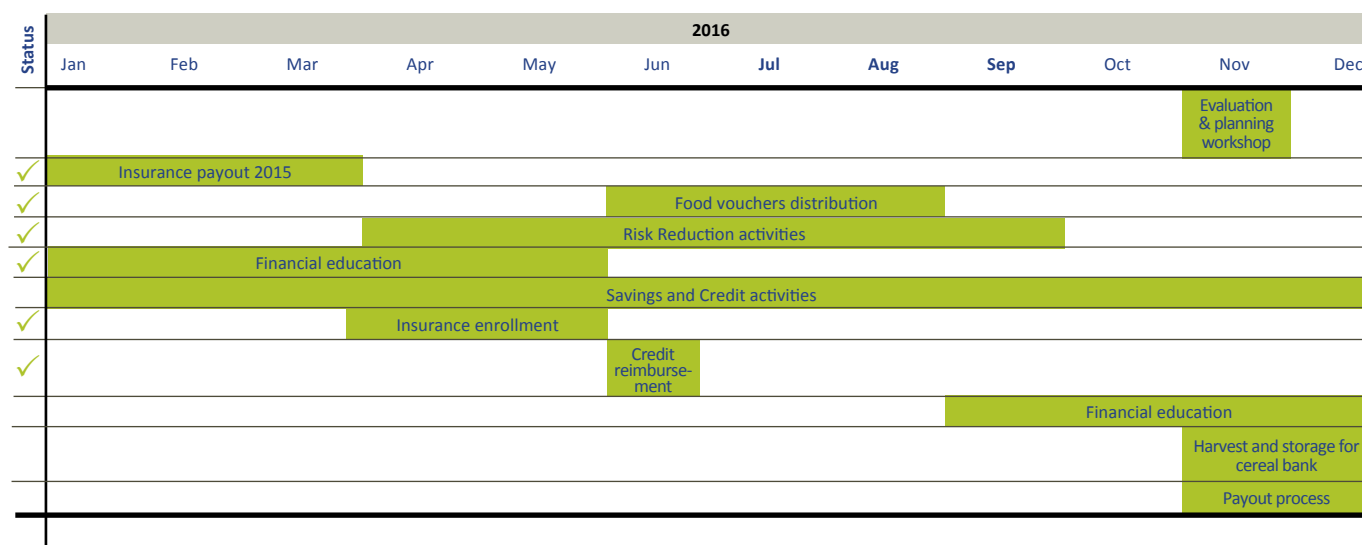 2016
Status
Jan Feb Mar Apr May Jun Jul Aug Sep Oct Nov Dec
Evaluation
& planning
workshop
Insurance payout 2015
Food vouchers distribution
Risk Reduction activities
Financial education
Savings and Credit activities
Insurance enrollment
Credit
reimburse-
ment
Financial education
Harvest and storage for
cereal bank
Payout process